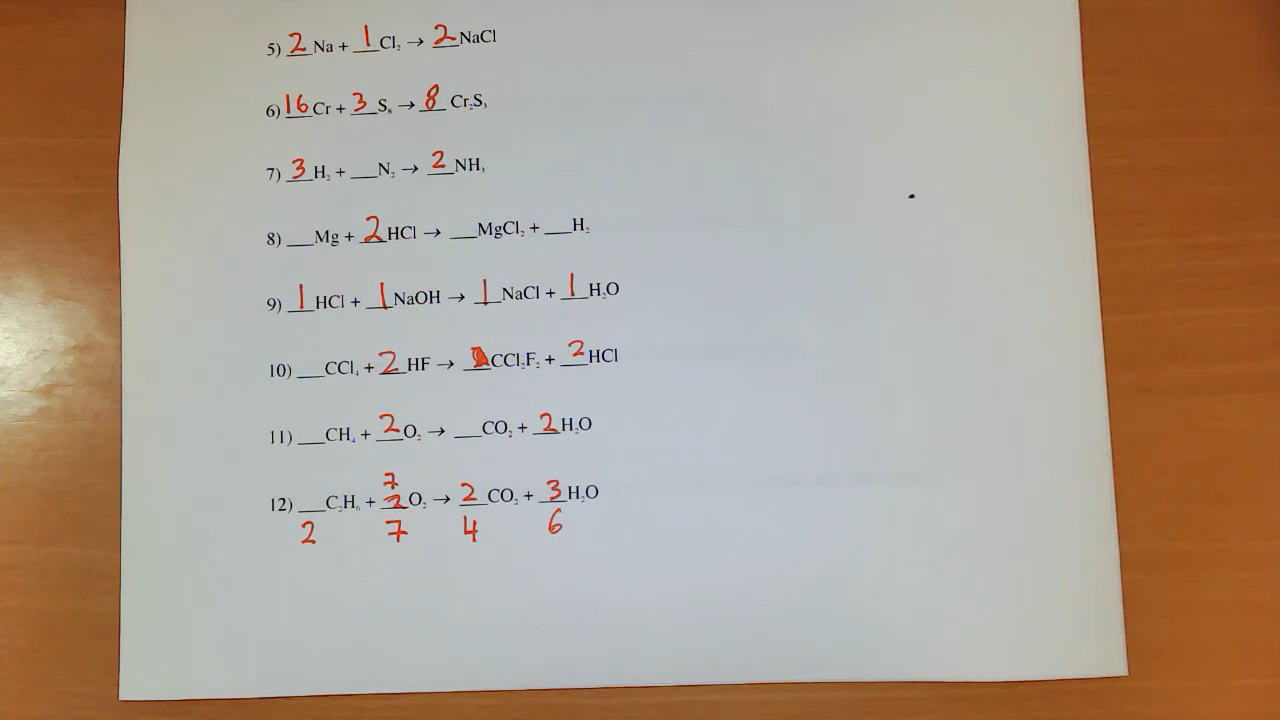 5) 2 Na + 1 Cl₂ → 2 NaCl
6) 16 Cr + 3 S₈ → 8 Cr₂S₃
7) 3 H₂ + ___N₂ → 2 NH₃
8) ___Mg + 2 HCl → ___MgCl₂ + ___H₂
9) 1 HCl + 1 NaOH → 1 NaCl + 1 H₂O
10) ___CCl₄ + 2 HF → ___CCl₂F₂ + 2 HCl
11) ___CH₄ + 2 O₂ → ___CO₂ + 2 H₂O
7
12) ___C₂H₆ + 2 O₂ → 2 CO₂ + 3 H₂O
2 7 4 6